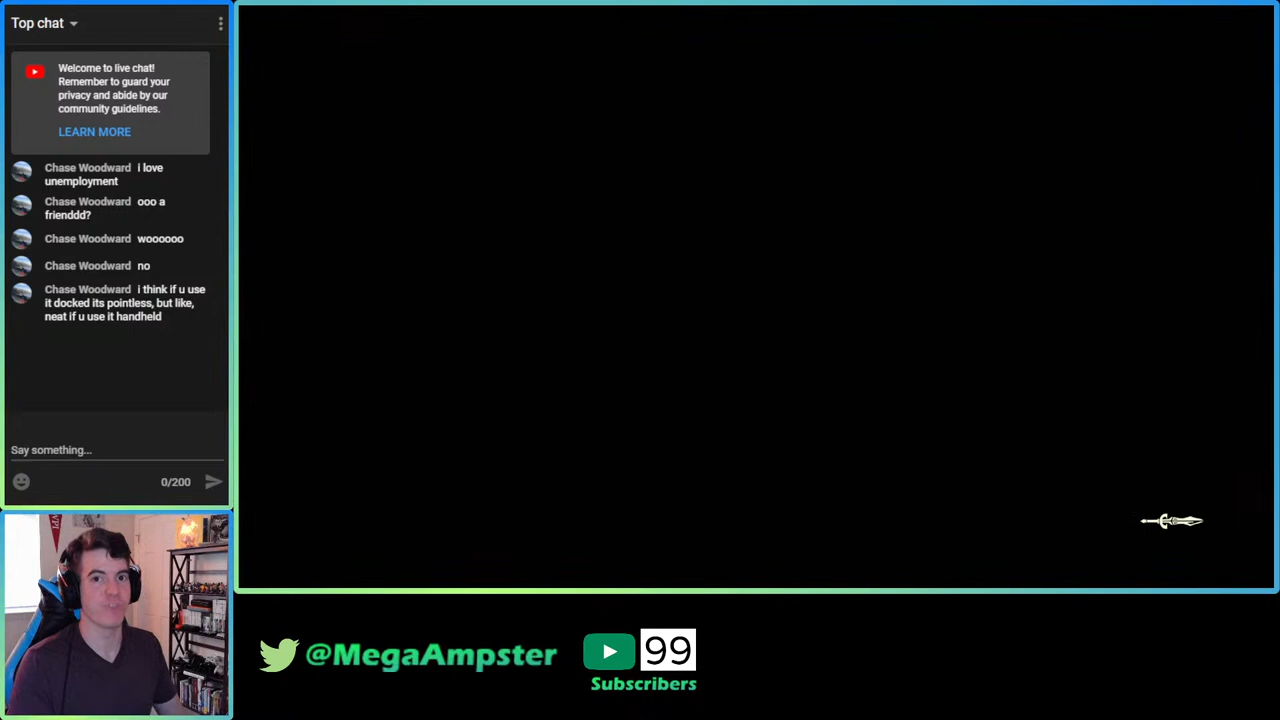 Top chat
Welcome to live chat!
Remember to guard your
privacy and abide by our
community guidelines.
LEARN MORE
Chase Woodward i love
unemployment
Chase Woodward ooo a
frienddd?
Chase Woodward woooooo
Chase Woodward no
Chase Woodward i think if u use
it docked its pointless, but like,
neat if u use it handheld
Say something...
0/200
@MegaAmpster
99
Subscribers